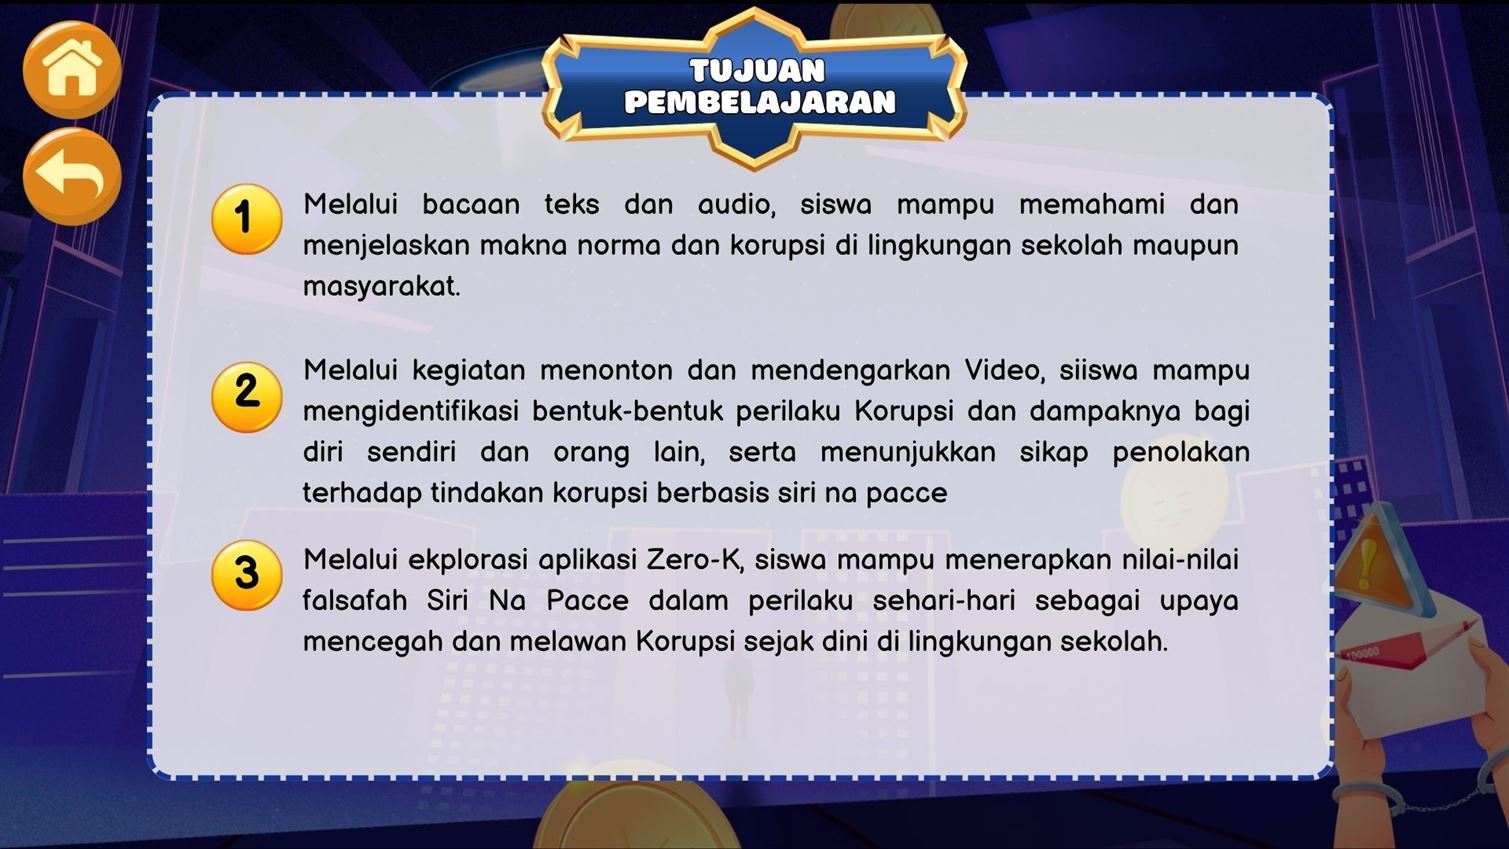 TUJUAN
PEMBELAJARAN
1
Melalui bacaan teks dan audio, siswa mampu memahami dan
menjelaskan makna norma dan korupsi di lingkungan sekolah maupun
masyarakat.
2
Melalui kegiatan menonton dan mendengarkan Video, siiswa mampu
mengidentifikasi bentuk-bentuk perilaku Korupsi dan dampaknya bagi
diri sendiri dan orang lain, serta menunjukkan sikap penolakan
terhadap tindakan korupsi berbasis siri na pacce
3
Melalui ekplorasi aplikasi Zero-K, siswa mampu menerapkan nilai-nilai
falsafah Siri Na Pacce dalam perilaku sehari-hari sebagai upaya
mencegah dan melawan Korupsi sejak dini di lingkungan sekolah.
100000